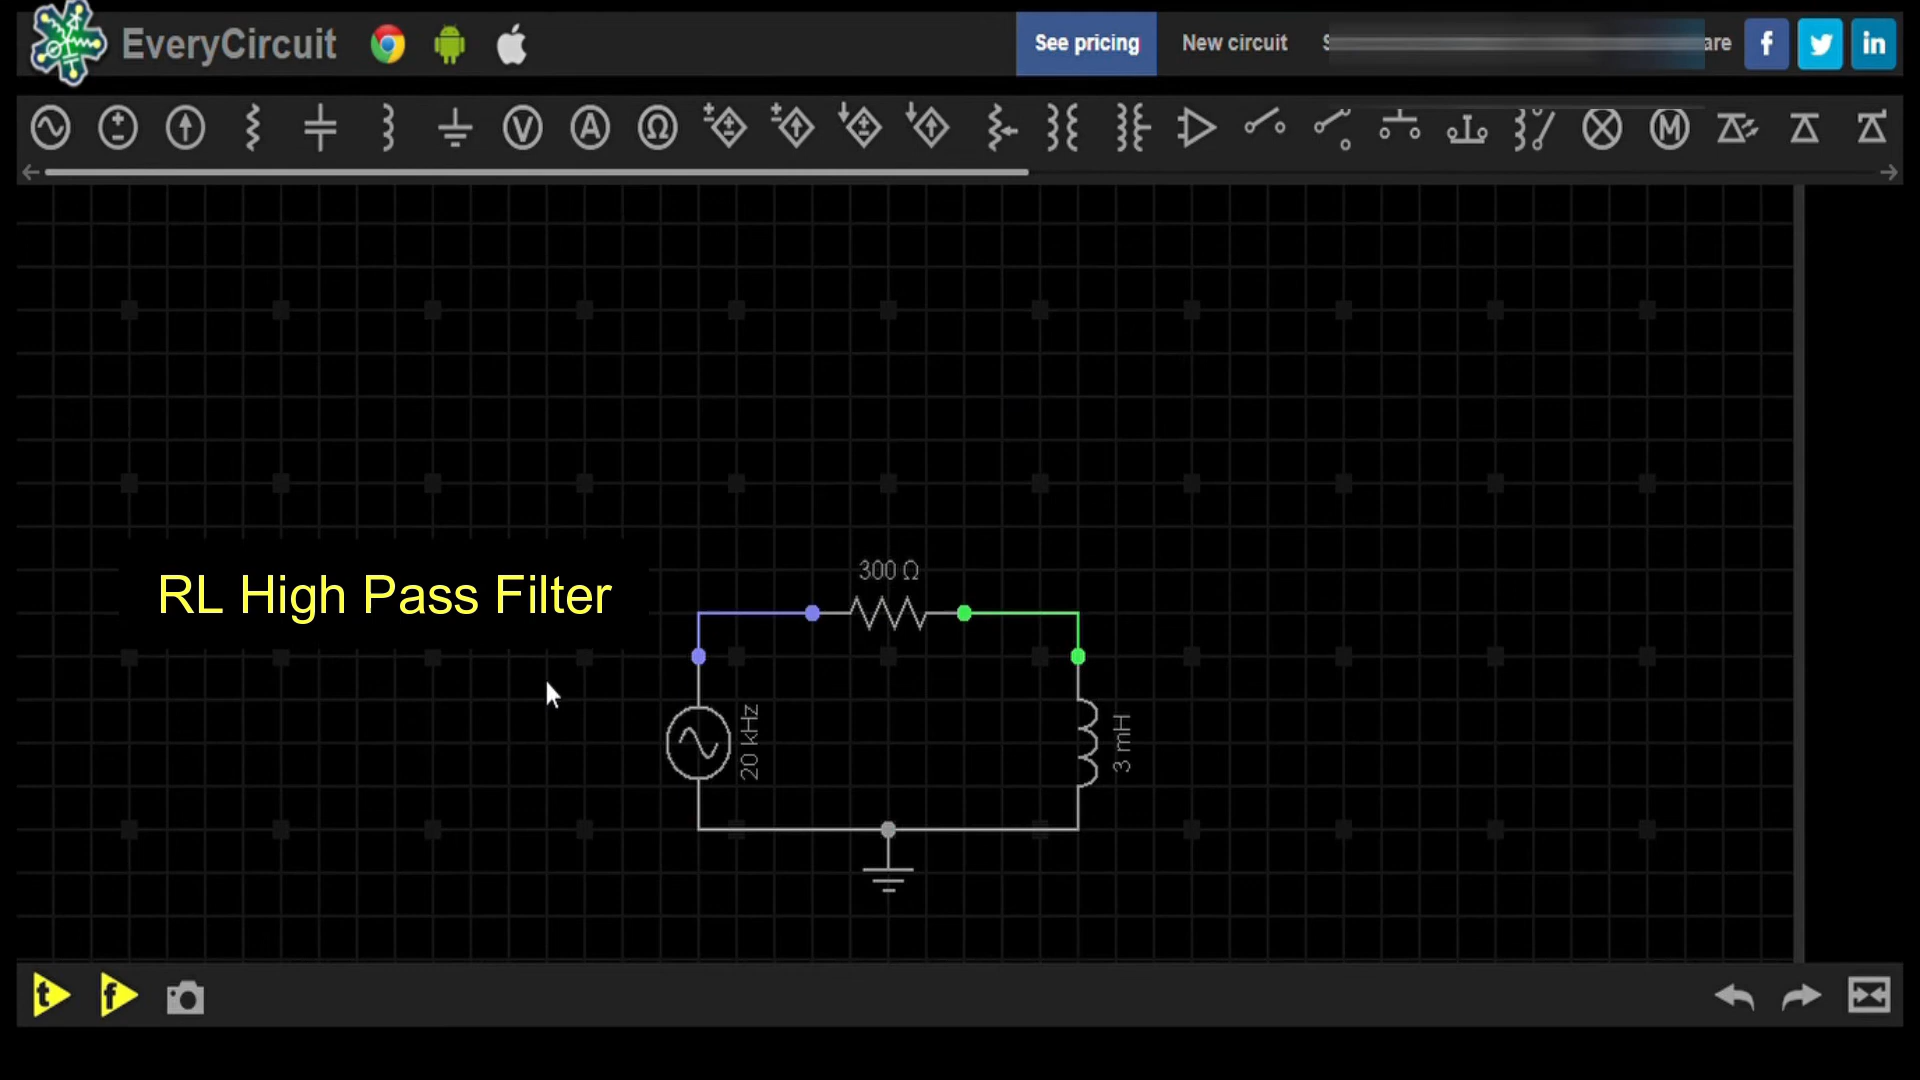 EveryCircuit
See pricing
New circuit
300 Ω
RL High Pass Filter
20 kHz
3 mH
t
f